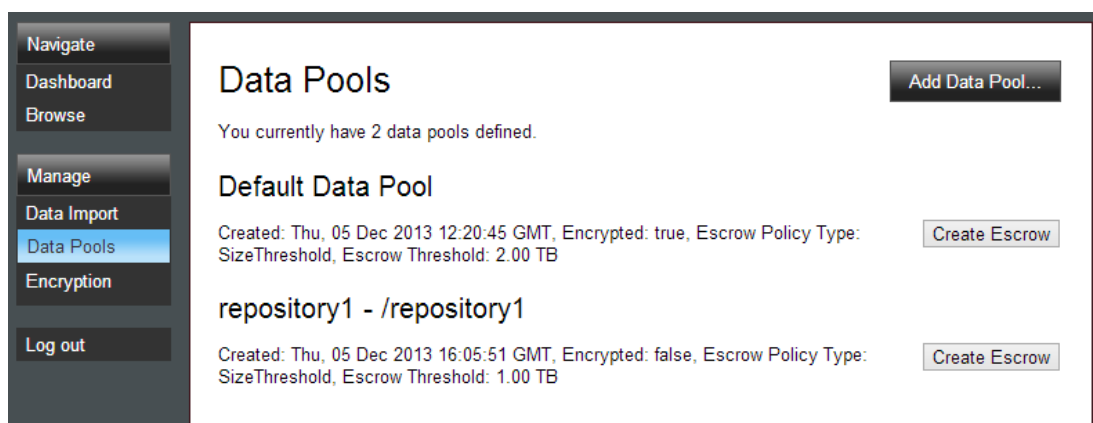 Navigate
Dashboard
Browse
Manage
Data Import
Data Pools
Encryption
Log out
Data Pools
Add Data Pool...
You currently have 2 data pools defined.
Default Data Pool
Created: Thu, 05 Dec 2013 12:20:45 GMT, Encrypted: true, Escrow Policy Type:
SizeThreshold, Escrow Threshold: 2.00 TB
Create Escrow
repository1 - /repository1
Created: Thu, 05 Dec 2013 16:05:51 GMT, Encrypted: false, Escrow Policy Type:
SizeThreshold, Escrow Threshold: 1.00 TB
Create Escrow